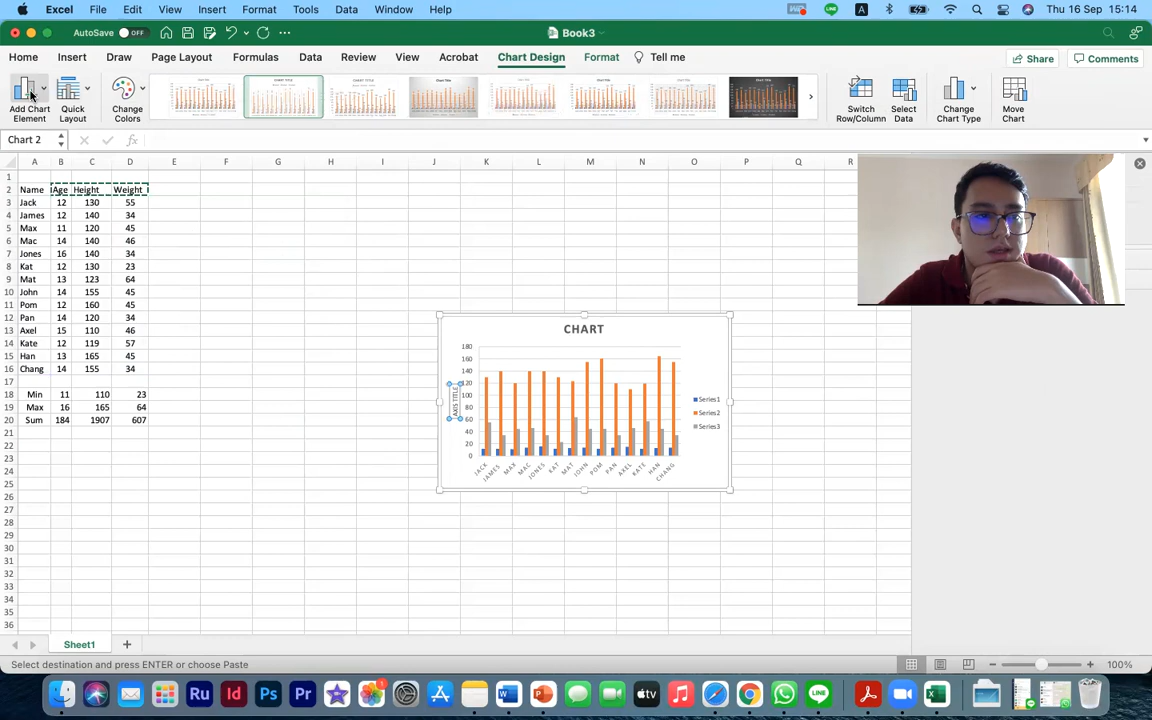 Excel File Edit View Insert Format Tools Data Window Help Thu 16 Sep 15:14
AutoSave OFF Book3
Home Insert Draw Page Layout Formulas Data Review View Acrobat Chart Design Format Tell me Share Comments
Add Chart Element Quick Layout Change Colors Switch Row/Column Select Data Change Chart Type Move Chart
Chart 2 fx
A B C D E F G H I J K L M N O P Q R
1
2 Name Age Height Weight
3 Jack 12 130 55
4 James 12 140 34
5 Max 11 120 45
6 Mac 14 140 46
7 Jones 16 140 34
8 Kat 12 130 23
9 Mat 13 123 64
10 John 14 155 45
11 Pom 12 160 45
12 Pan 14 120 34
13 Axel 15 110 46
14 Kate 12 119 57
15 Han 13 165 45
16 Chang 14 155 34
17
18 Min 11 110 23
19 Max 16 165 64
20 Sum 184 1907 607
21
22
23
24
25
26
27
28
29
30
31
32
33
34
35
36
CHART
180
160
140
120
100
80
60
40
20
0
AXIS TITLE
JACK JAMES MAX MAC JONES KAT MAT JOHN POM PAN AXEL KATE HAN CHANG
Series1
Series2
Series3
Sheet1
Select destination and press ENTER or choose Paste 100%
Ru Id Ps Pr tv